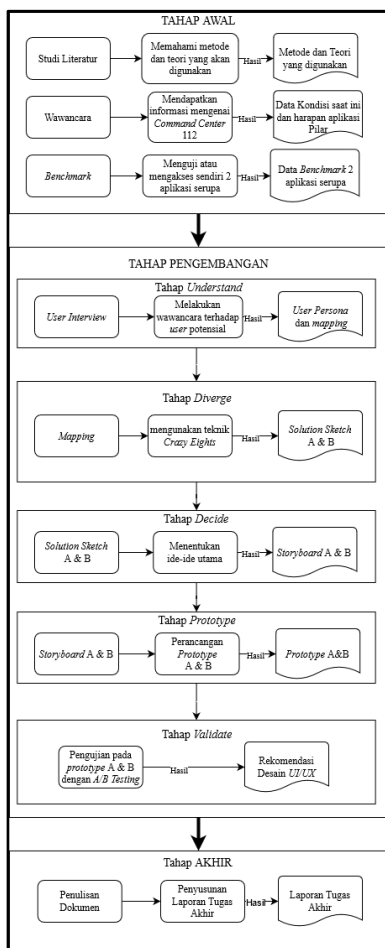 TAHAP AWAL
Studi Literatur
Memahami metode
dan teori yang akan
digunakan
Hasil
Metode dan Teori
yang digunakan
Wawancara
Mendapatkan
informasi mengenai
Command Center
112
Hasil
Data Kondisi saat ini
dan harapan aplikasi
Pilar
Benchmark
Menguji atau
mengakses sendiri 2
aplikasi serupa
Hasil
Data Benchmark 2
aplikasi serupa
TAHAP PENGEMBANGAN
Tahap Understand
User Interview
Melakukan
wawancara terhadap
user potensial
Hasil
User Persona
dan mapping
Tahap Diverge
Mapping
mengunakan teknik
Crazy Eights
Hasil
Solution Sketch
A & B
Tahap Decide
Solution Sketch
A & B
Menentukan
ide-ide utama
Hasil
Storyboard A & B
Tahap Prototype
Storyboard A & B
Perancangan
Prototype
A & B
Hasil
Prototype A&B
Tahap Validate
Pengujian pada
prototype A & B
dengan A/B Testing
Hasil
Rekomendasi
Desain UI/UX
Tahap AKHIR
Penulisan
Dokumen
Penyusunan
Laporan Tugas
Akhir
Hasil
Laporan Tugas
Akhir